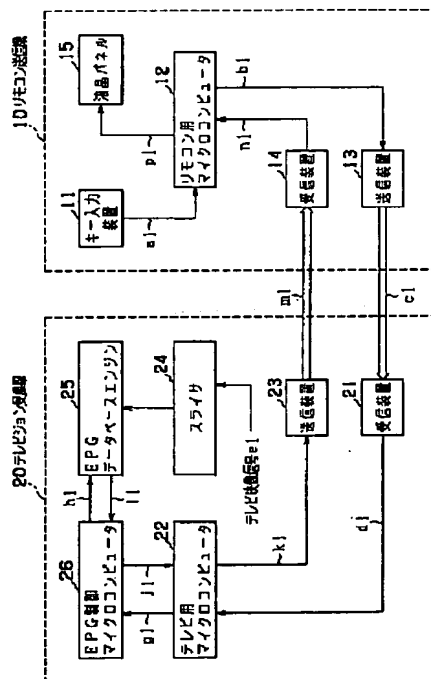 10リモコン送信機
15
液晶パネル
p1
12
リモコン用
マイクロコンピュータ
b1
n1
11
キー入力
装置
a1
14
受信装置
13
送信装置
m1
c1
20テレビジョン受信機
25
EPG
データベースエンジン
24
スライサ
h1
i1
テレビ映像信号e1
23
送信装置
21
受信装置
26
EPG制御
マイクロコンピュータ
j1
g1
22
テレビ用
マイクロコンピュータ
k1
d1